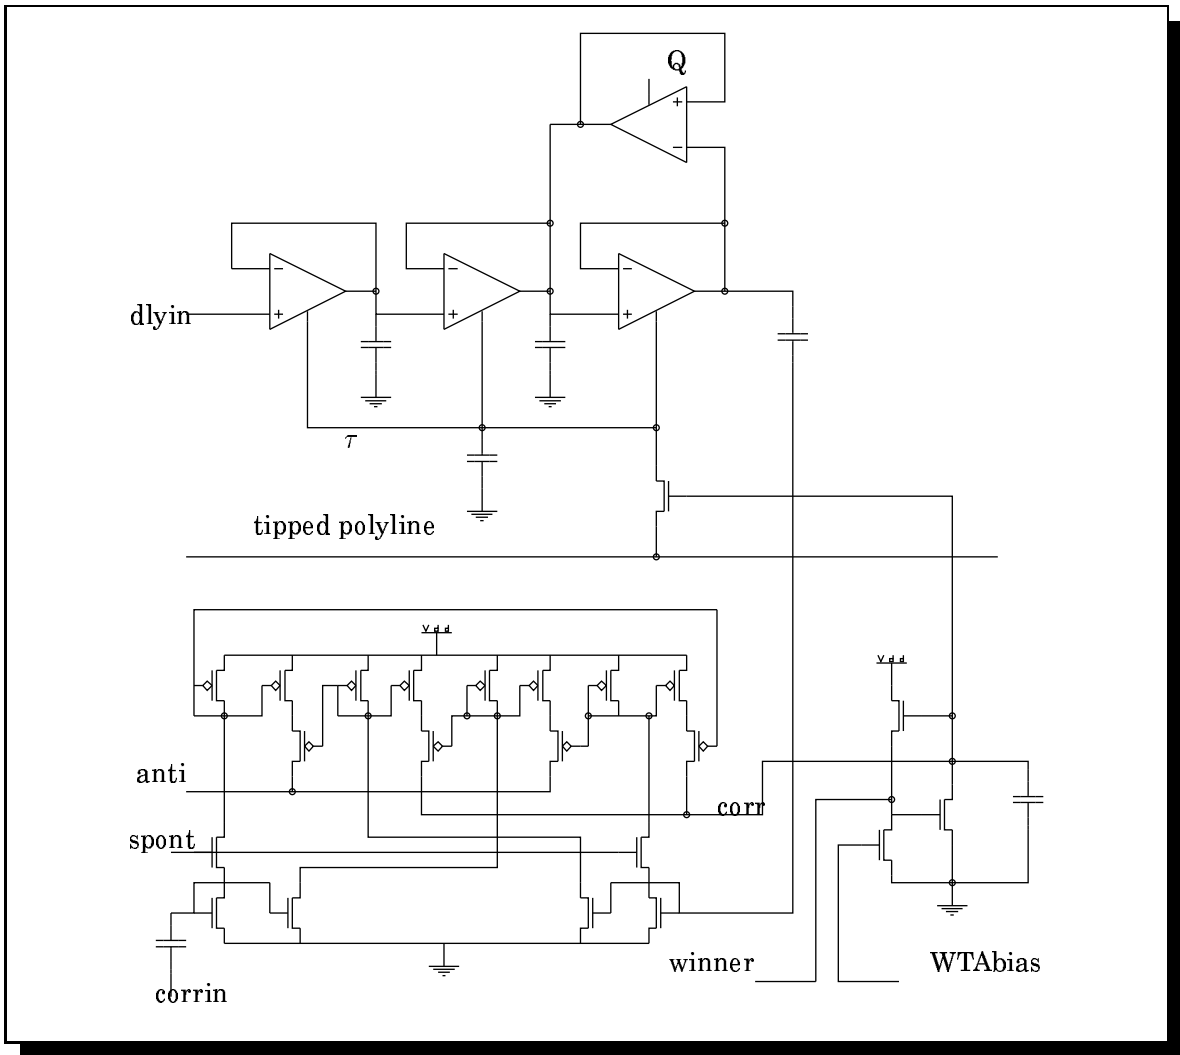 Q
+
−
− − −
dlyin + + +
τ
tipped polyline
Vdd
Vdd
anti
corr
spont
winner WTAbias
corrin